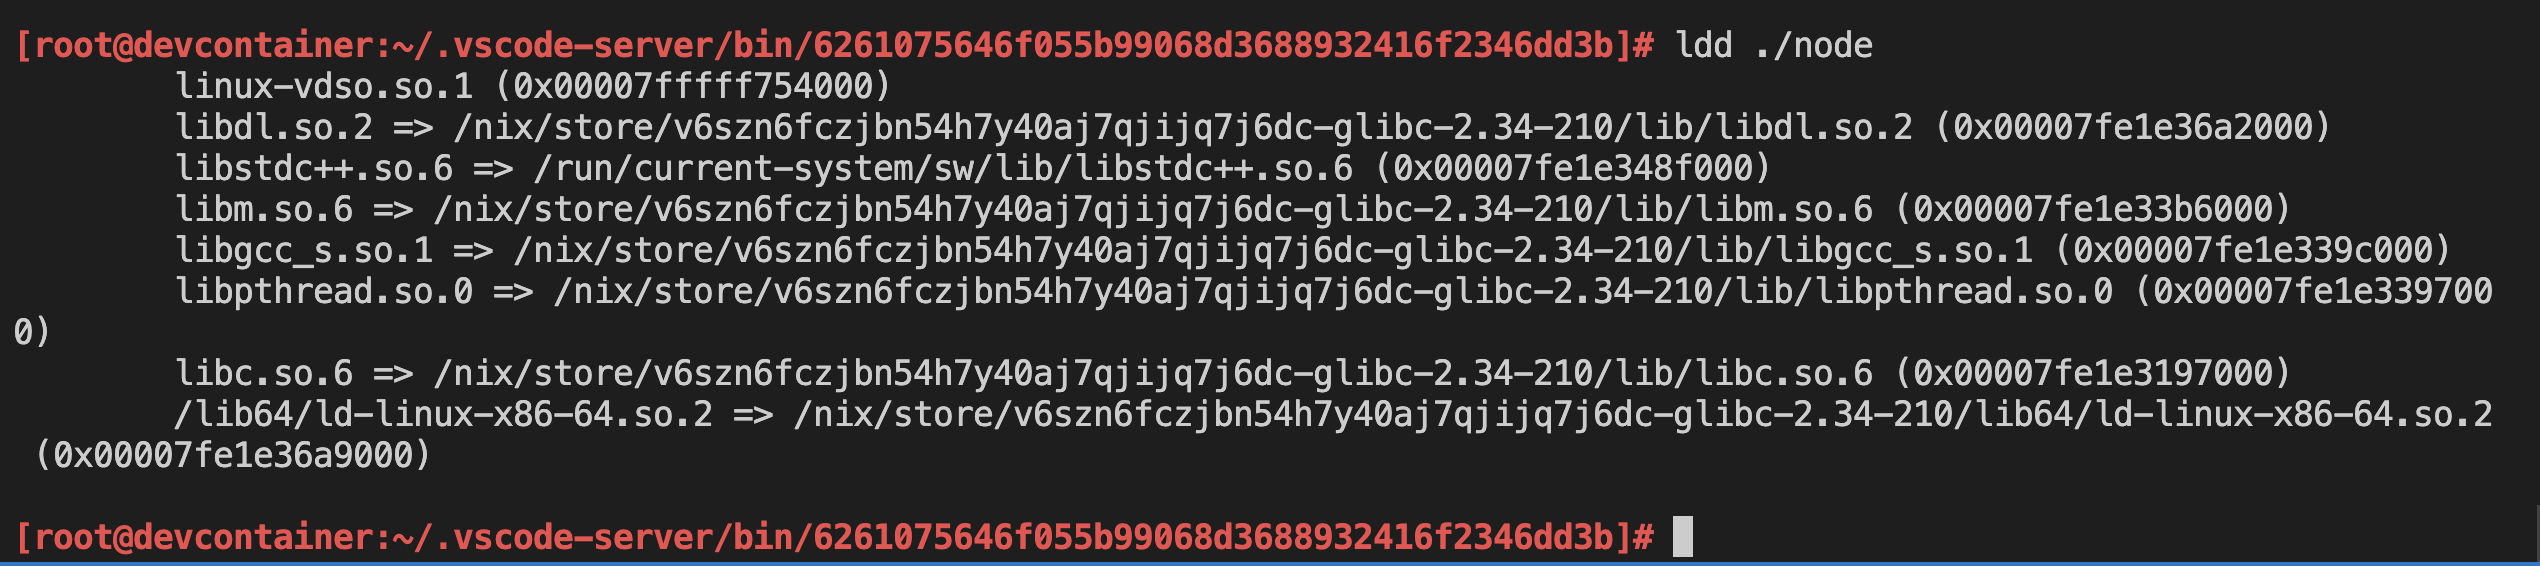 [root@devcontainer:~/.vscode-server/bin/6261075646f055b99068d3688932416f2346dd3b]# ldd ./node
linux-vdso.so.1 (0x00007fffff754000)
libdl.so.2 => /nix/store/v6szn6fczjbn54h7y40aj7qjijq7j6dc-glibc-2.34-210/lib/libdl.so.2 (0x00007fe1e36a2000)
libstdc++.so.6 => /run/current-system/sw/lib/libstdc++.so.6 (0x00007fe1e348f000)
libm.so.6 => /nix/store/v6szn6fczjbn54h7y40aj7qjijq7j6dc-glibc-2.34-210/lib/libm.so.6 (0x00007fe1e33b6000)
libgcc_s.so.1 => /nix/store/v6szn6fczjbn54h7y40aj7qjijq7j6dc-glibc-2.34-210/lib/libgcc_s.so.1 (0x00007fe1e339c000)
libpthread.so.0 => /nix/store/v6szn6fczjbn54h7y40aj7qjijq7j6dc-glibc-2.34-210/lib/libpthread.so.0 (0x00007fe1e339700
0)
libc.so.6 => /nix/store/v6szn6fczjbn54h7y40aj7qjijq7j6dc-glibc-2.34-210/lib/libc.so.6 (0x00007fe1e3197000)
/lib64/ld-linux-x86-64.so.2 => /nix/store/v6szn6fczjbn54h7y40aj7qjijq7j6dc-glibc-2.34-210/lib64/ld-linux-x86-64.so.2
(0x00007fe1e36a9000)
[root@devcontainer:~/.vscode-server/bin/6261075646f055b99068d3688932416f2346dd3b]#